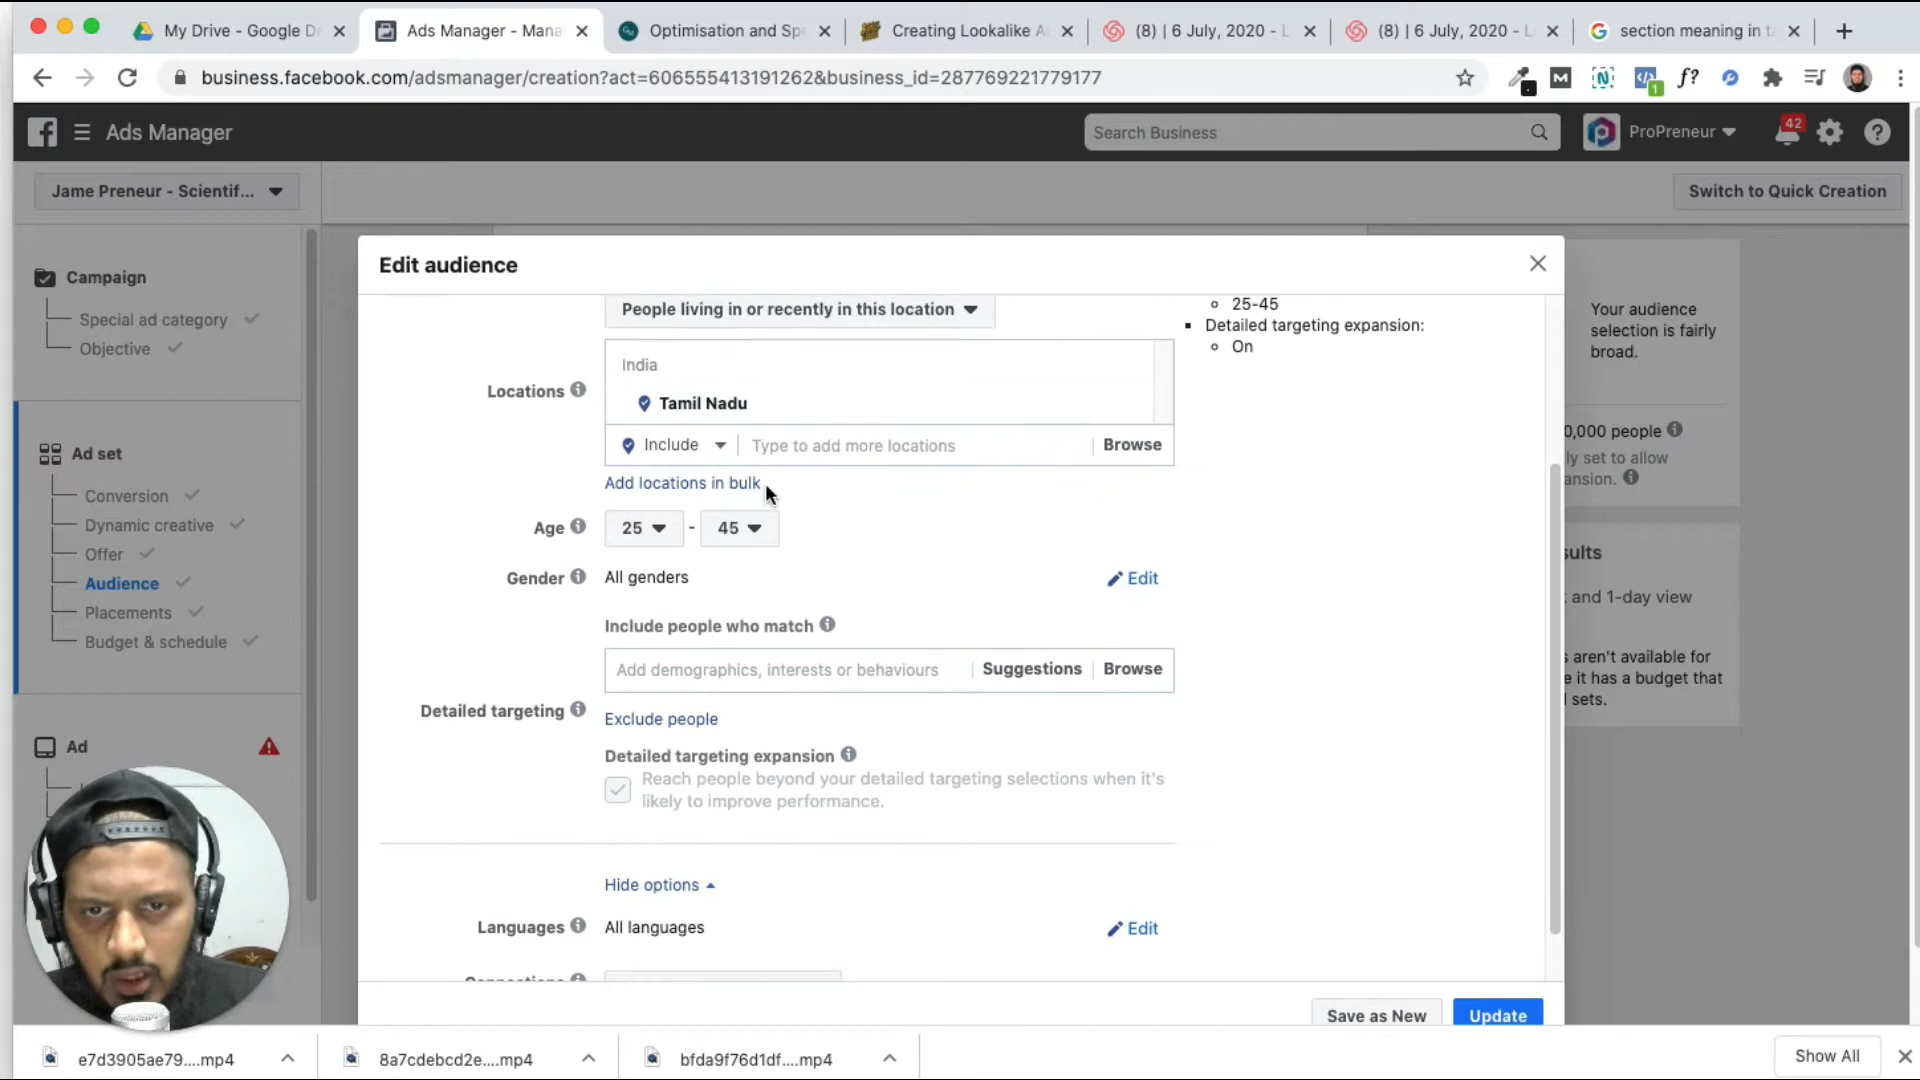 My Drive - Google D
Ads Manager - Mana
Optimisation and Spe
Creating Lookalike A
(8) | 6 July, 2020 - L
(8) | 6 July, 2020 - L
section meaning in ta
business.facebook.com/adsmanager/creation?act=606555413191262&business_id=287769221779177
Ads Manager
Search Business
ProPreneur
42
Jame Preneur - Scientif...
Switch to Quick Creation
Campaign
Special ad category
Objective
Ad set
Conversion
Dynamic creative
Offer
Audience
Placements
Budget & schedule
Ad
Edit audience
People living in or recently in this location
Locations
India
Tamil Nadu
Include
Type to add more locations
Browse
Add locations in bulk
Age
25
-
45
Gender
All genders
Edit
Include people who match
Add demographics, interests or behaviours
Suggestions
Browse
Detailed targeting
Exclude people
Detailed targeting expansion
Reach people beyond your detailed targeting selections when it's
likely to improve performance.
Hide options
Languages
All languages
Edit
25-45
Detailed targeting expansion:
On
Save as New
Update
Your audience
selection is fairly
broad.
0,000 people
ly set to allow
ansion.
sults
and 1-day view
s aren't available for
e it has a budget that
l sets.
e7d3905ae79....mp4
8a7cdebcd2e....mp4
bfda9f76d1df....mp4
Show All